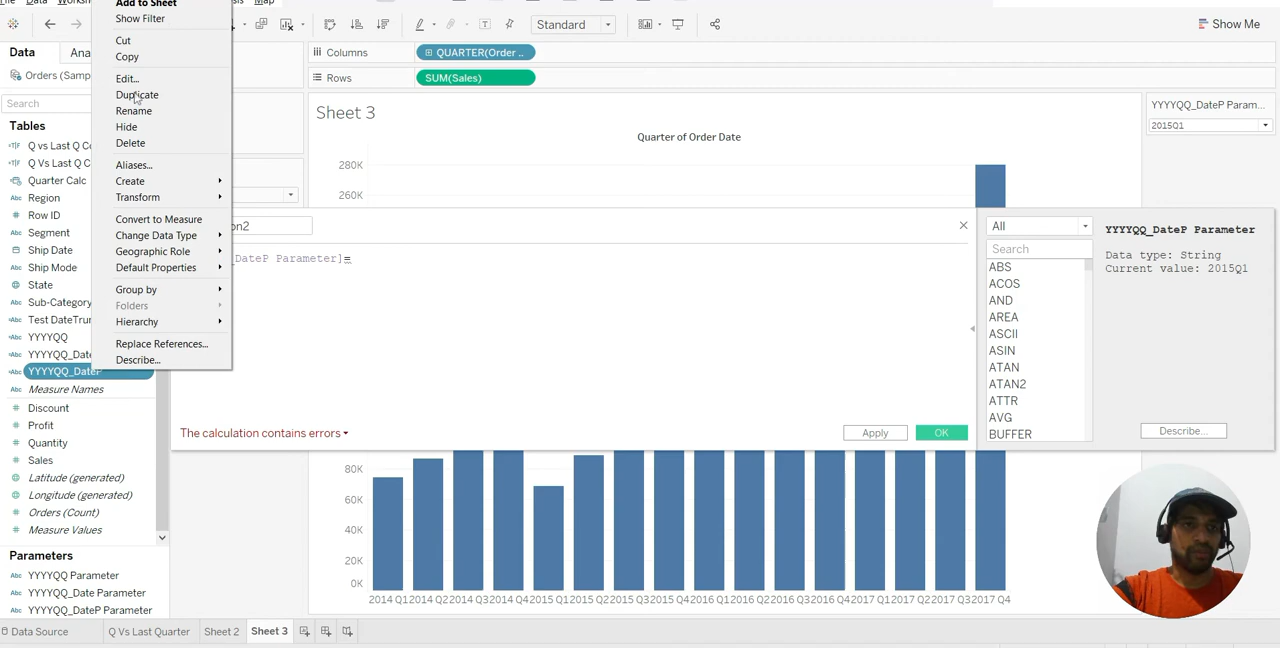 Data
Add to Sheet
Map
Show Filter
Standard
Show Me
Cut
Copy
Data
Ana
Columns
QUARTER(Order ..
Orders (Samp
Edit...
Rows
SUM(Sales)
Search
Duplicate
Rename
Hide
Delete
Sheet 3
YYYYQQ_DateP Param...
2015Q1
Tables
Quarter of Order Date
Q vs Last Q Co
Q Vs Last Q C
Quarter Calc
Region
Row ID
Segment
Ship Date
Ship Mode
State
Sub-Category
Test DateTrun
YYYYQQ
YYYYQQ_Date
YYYYQQ_DateP
Measure Names
Discount
Profit
Quantity
Sales
Latitude (generated)
Longitude (generated)
Orders (Count)
Measure Values
Aliases...
Create
Transform
Convert to Measure
Change Data Type
Geographic Role
Default Properties
Group by
Folders
Hierarchy
Replace References...
Describe...
280K
260K
on2
_DateP Parameter]=
The calculation contains errors
Apply
OK
All
Search
ABS
ACOS
AND
AREA
ASCII
ASIN
ATAN
ATAN2
ATTR
AVG
BUFFER
YYYYQQ_DateP Parameter
Data type: String
Current value: 2015Q1
Describe...
80K
60K
40K
20K
0K
2014 Q1 2014 Q2 2014 Q3 2014 Q4 2015 Q1 2015 Q2 2015 Q3 2015 Q4 2016 Q1 2016 Q2 2016 Q3 2016 Q4 2017 Q1 2017 Q2 2017 Q3 2017 Q4
Parameters
YYYYQQ Parameter
YYYYQQ_Date Parameter
YYYYQQ_DateP Parameter
Data Source
Q Vs Last Quarter
Sheet 2
Sheet 3